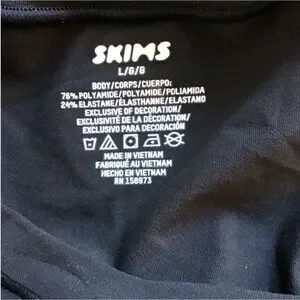 SKIMS
L/G/G
BODY/CORPS/CUERPO:
76% POLYAMIDE/POLYAMIDE/POLIAMIDA
24% ELASTANE/ÉLASTHANNE/ELASTANO
EXCLUSIVE OF DECORATION/
EXCLUSIVITÉ DE LA DÉCORATION/
EXCLUSIVO PARA DECORACIÓN
MADE IN VIETNAM
FABRIQUÉ AU VIETNAM
HECHO EN VIETNAM
RN 158973